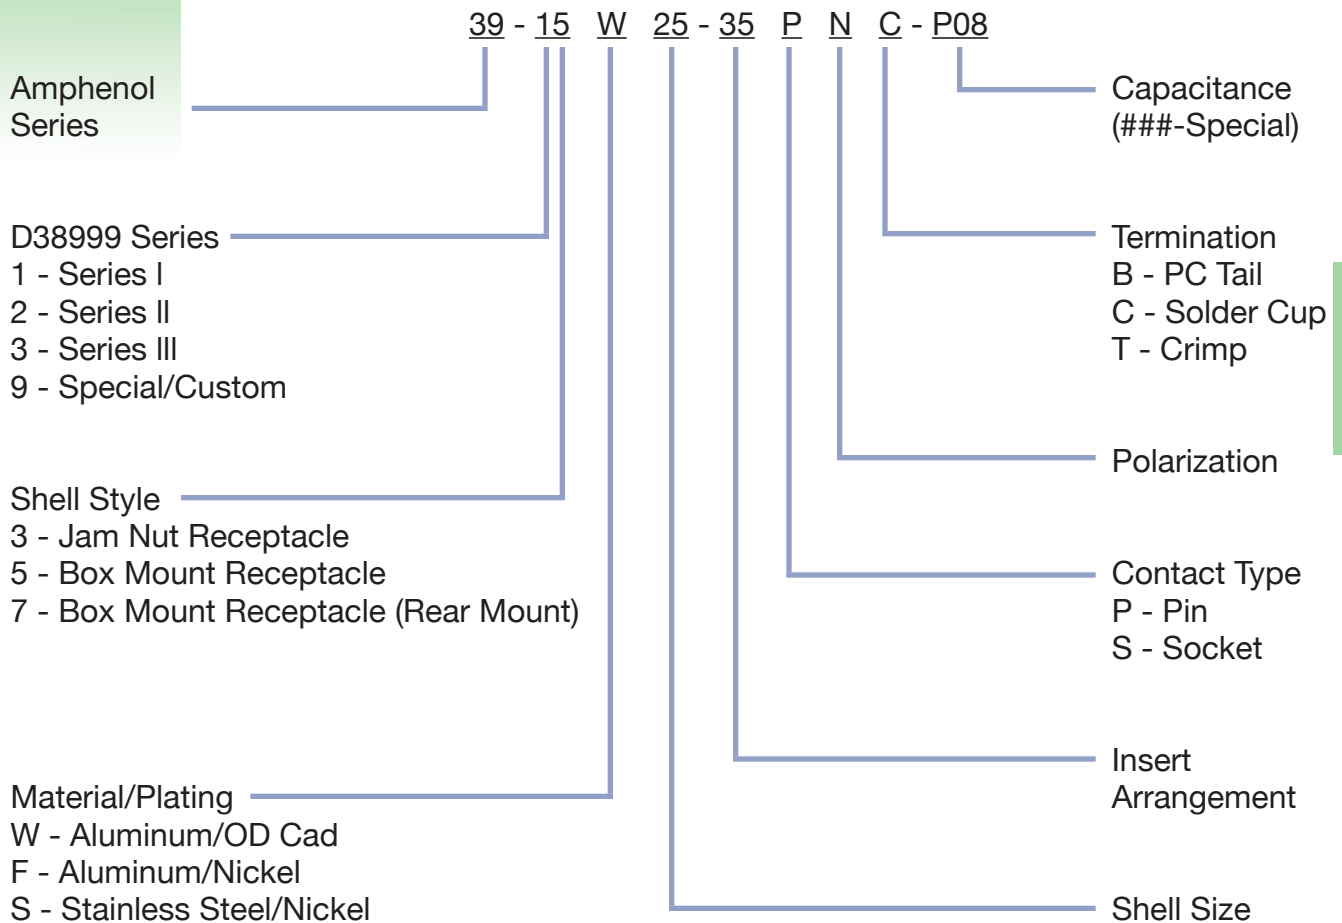 39 - 15 W 25 - 35 P N C - P08
Amphenol
Series
D38999 Series
1 - Series I
2 - Series II
3 - Series III
9 - Special/Custom
Shell Style
3 - Jam Nut Receptacle
5 - Box Mount Receptacle
7 - Box Mount Receptacle (Rear Mount)
Material/Plating
W - Aluminum/OD Cad
F - Aluminum/Nickel
S - Stainless Steel/Nickel
Capacitance
(###-Special)
Termination
B - PC Tail
C - Solder Cup
T - Crimp
Polarization
Contact Type
P - Pin
S - Socket
Insert
Arrangement
Shell Size